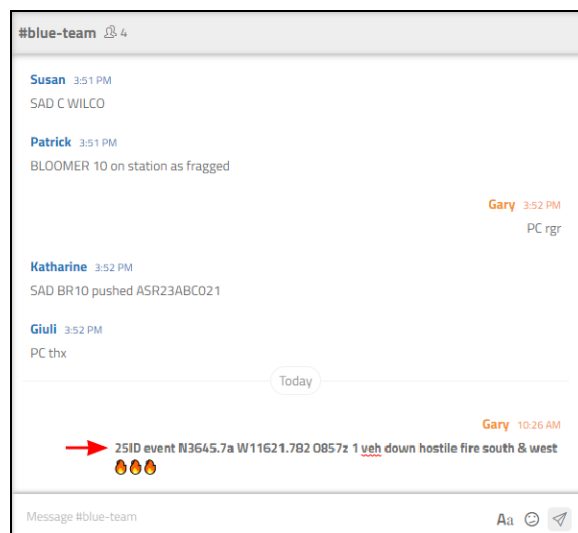 #blue-team 4
Susan 3:51 PM
SAD C WILCO
Patrick 3:51 PM
BLOOMER 10 on station as fragged
Gary 3:52 PM
PC rgr
Katharine 3:52 PM
SAD BR10 pushed ASR23ABC021
Giuli 3:52 PM
PC thx
Today
Gary 10:26 AM
25ID event N3645.7a W11621.782 0857z 1 veh down hostile fire south & west
🔥🔥🔥
Message #blue-team Aa